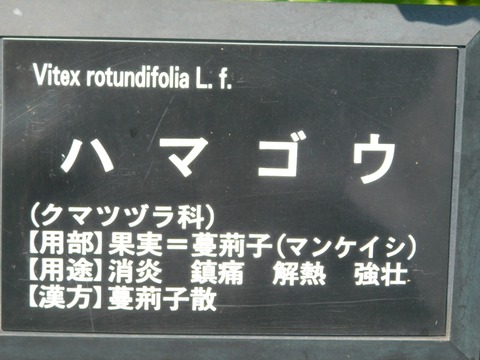 Vitex rotundifolia L. f.
ハマゴウ
(クマツヅラ科)
【用部】果実=蔓荊子(マンケイシ)
【用途】消炎 鎮痛 解熱 強壮
【漢方】蔓荊子散